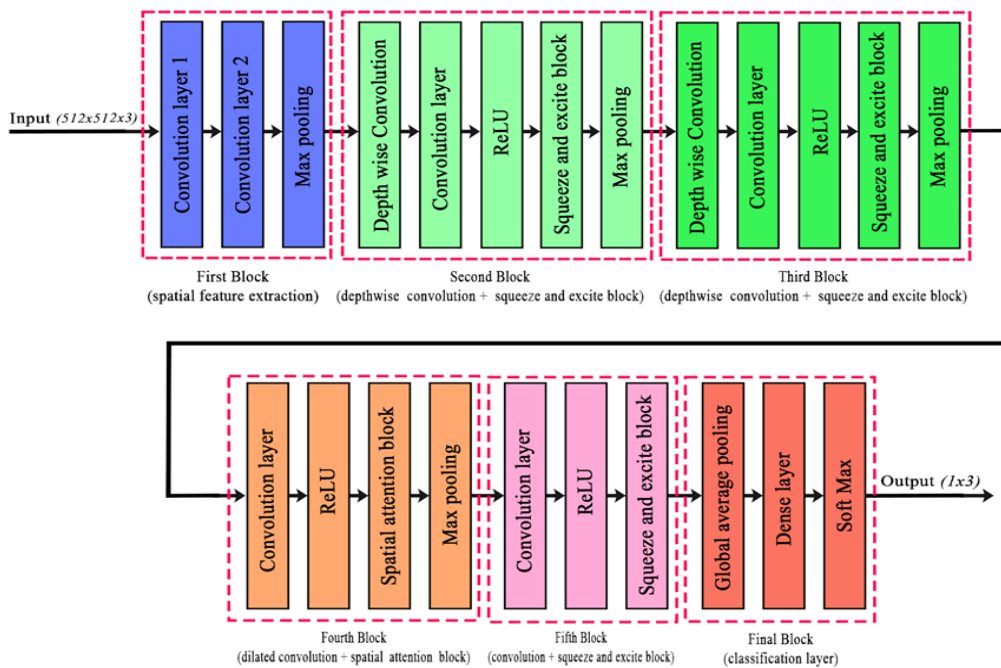 Input (512x512x3)
Convolution layer 1
Convolution layer 2
Max pooling
Depth wise Convolution
Convolution layer
ReLU
Squeeze and excite block
Max pooling
Depth wise Convolution
Convolution layer
ReLU
Squeeze and excite block
Max pooling
First Block
(spatial feature extraction)
Second Block
(depthwise convolution + squeeze and excite block)
Third Block
(depthwise convolution + squeeze and excite block)
Convolution layer
ReLU
Spatial attention block
Max pooling
Convolution layer
ReLU
Squeeze and excite block
Global average pooling
Dense layer
Soft Max
Output (1x3)
Fourth Block
(dilated convolution + spatial attention block)
Fifth Block
(convolution + squeeze and excite block)
Final Block
(classification layer)